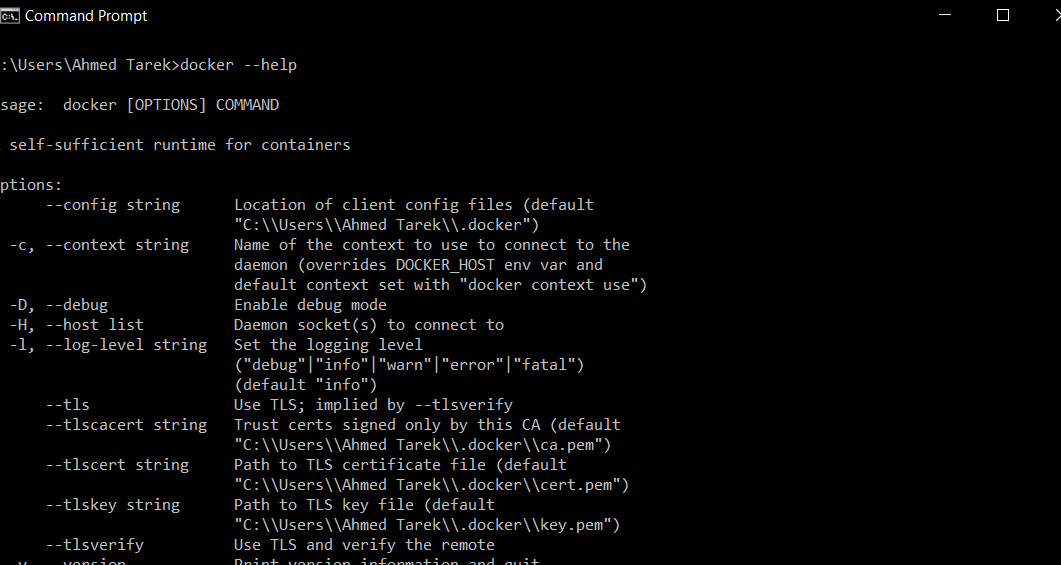 Command Prompt
:\Users\Ahmed Tarek>docker --help
sage:  docker [OPTIONS] COMMAND
self-sufficient runtime for containers
ptions:
     --config string      Location of client config files (default
                          "C:\\Users\\Ahmed Tarek\\.docker")
 -c, --context string     Name of the context to use to connect to the
                          daemon (overrides DOCKER_HOST env var and
                          default context set with "docker context use")
 -D, --debug              Enable debug mode
 -H, --host list          Daemon socket(s) to connect to
 -l, --log-level string   Set the logging level
                          ("debug"|"info"|"warn"|"error"|"fatal")
                          (default "info")
     --tls                Use TLS; implied by --tlsverify
     --tlscacert string   Trust certs signed only by this CA (default
                          "C:\\Users\\Ahmed Tarek\\.docker\\ca.pem")
     --tlscert string     Path to TLS certificate file (default
                          "C:\\Users\\Ahmed Tarek\\.docker\\cert.pem")
     --tlskey string      Path to TLS key file (default
                          "C:\\Users\\Ahmed Tarek\\.docker\\key.pem")
     --tlsverify          Use TLS and verify the remote
 -v, --version            Print version information and quit